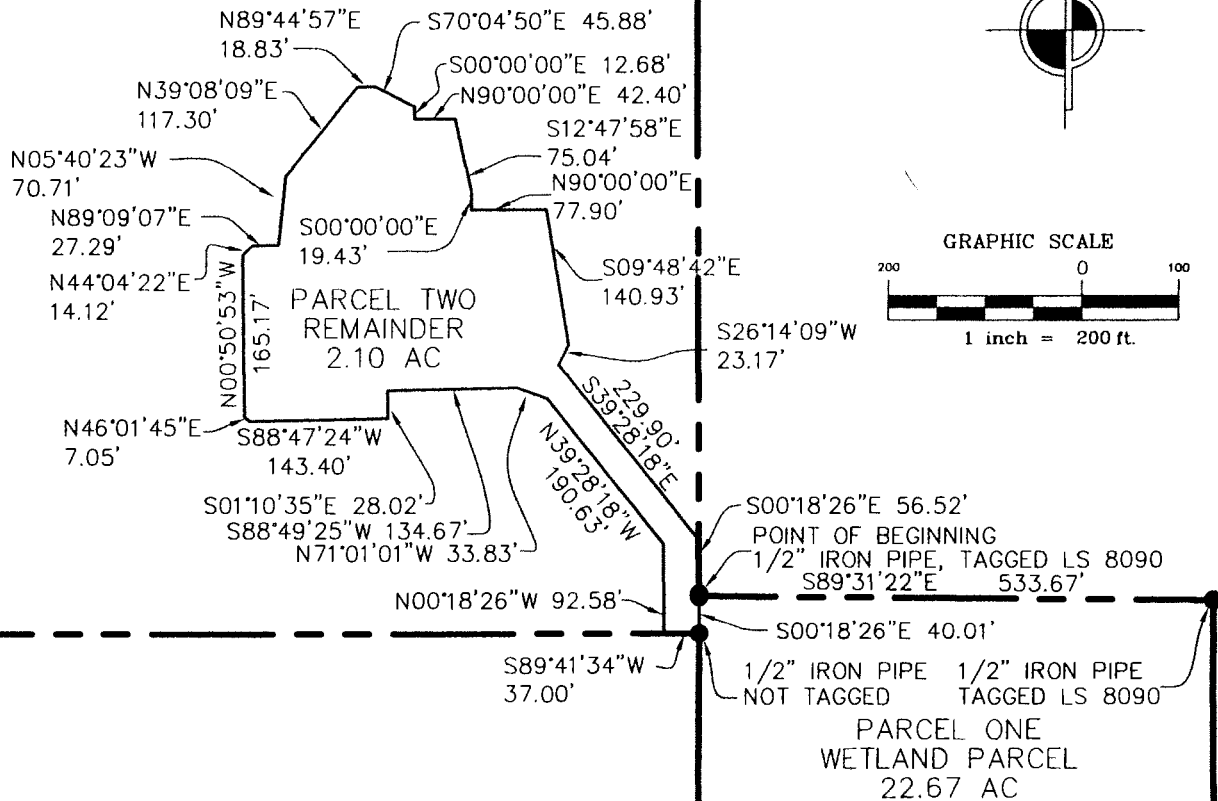 N89°44'57"E
18.83'
S70°04'50"E 45.88'
S00°00'00"E 12.68'
N90°00'00"E 42.40'
N39°08'09"E
117.30'
S12°47'58"E
75.04'
N05°40'23"W
70.71'
N90°00'00"E
77.90'
N89°09'07"E
27.29'
S00°00'00"E
19.43'
N44°04'22"E
14.12'
S09°48'42"E
140.93'
GRAPHIC SCALE
200 0 100
1 inch = 200 ft.
N00°50'53"W
165.17'
PARCEL TWO
REMAINDER
2.10 AC
S26°14'09"W
23.17'
N46°01'45"E
7.05'
S88°47'24"W
143.40'
229.90'
S39°28'18"E
N39°28'18"W
190.63'
S01°10'35"E 28.02'
S88°49'25"W 134.67'
N71°01'01"W 33.83'
S00°18'26"E 56.52'
POINT OF BEGINNING
1/2" IRON PIPE, TAGGED LS 8090
S89°31'22"E 533.67'
N00°18'26"W 92.58'
S00°18'26"E 40.01'
S89°41'34"W
37.00'
1/2" IRON PIPE
NOT TAGGED
1/2" IRON PIPE
TAGGED LS 8090
PARCEL ONE
WETLAND PARCEL
22.67 AC